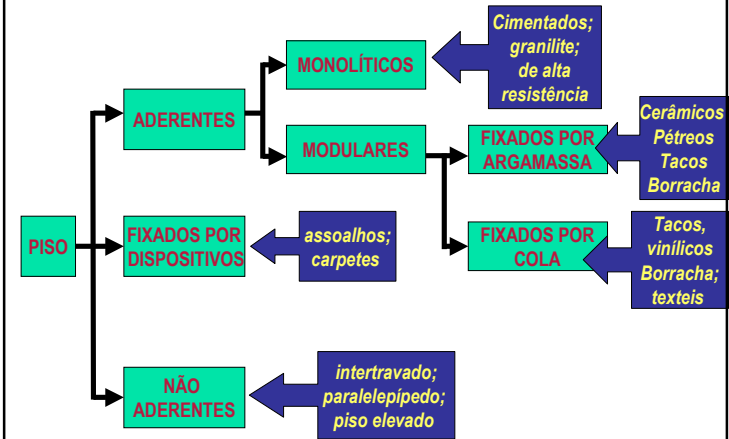 Cimentados;
granilite;
de alta
resistência
MONOLÍTICOS
ADERENTES
MODULARES
FIXADOS POR
ARGAMASSA
Cerâmicos
Pétreos
Tacos
Borracha
PISO
FIXADOS POR
DISPOSITIVOS
assoalhos;
carpetes
FIXADOS POR
COLA
Tacos,
vinílicos
Borracha;
texteis
NÃO
ADERENTES
intertravado;
paralelepípedo;
piso elevado